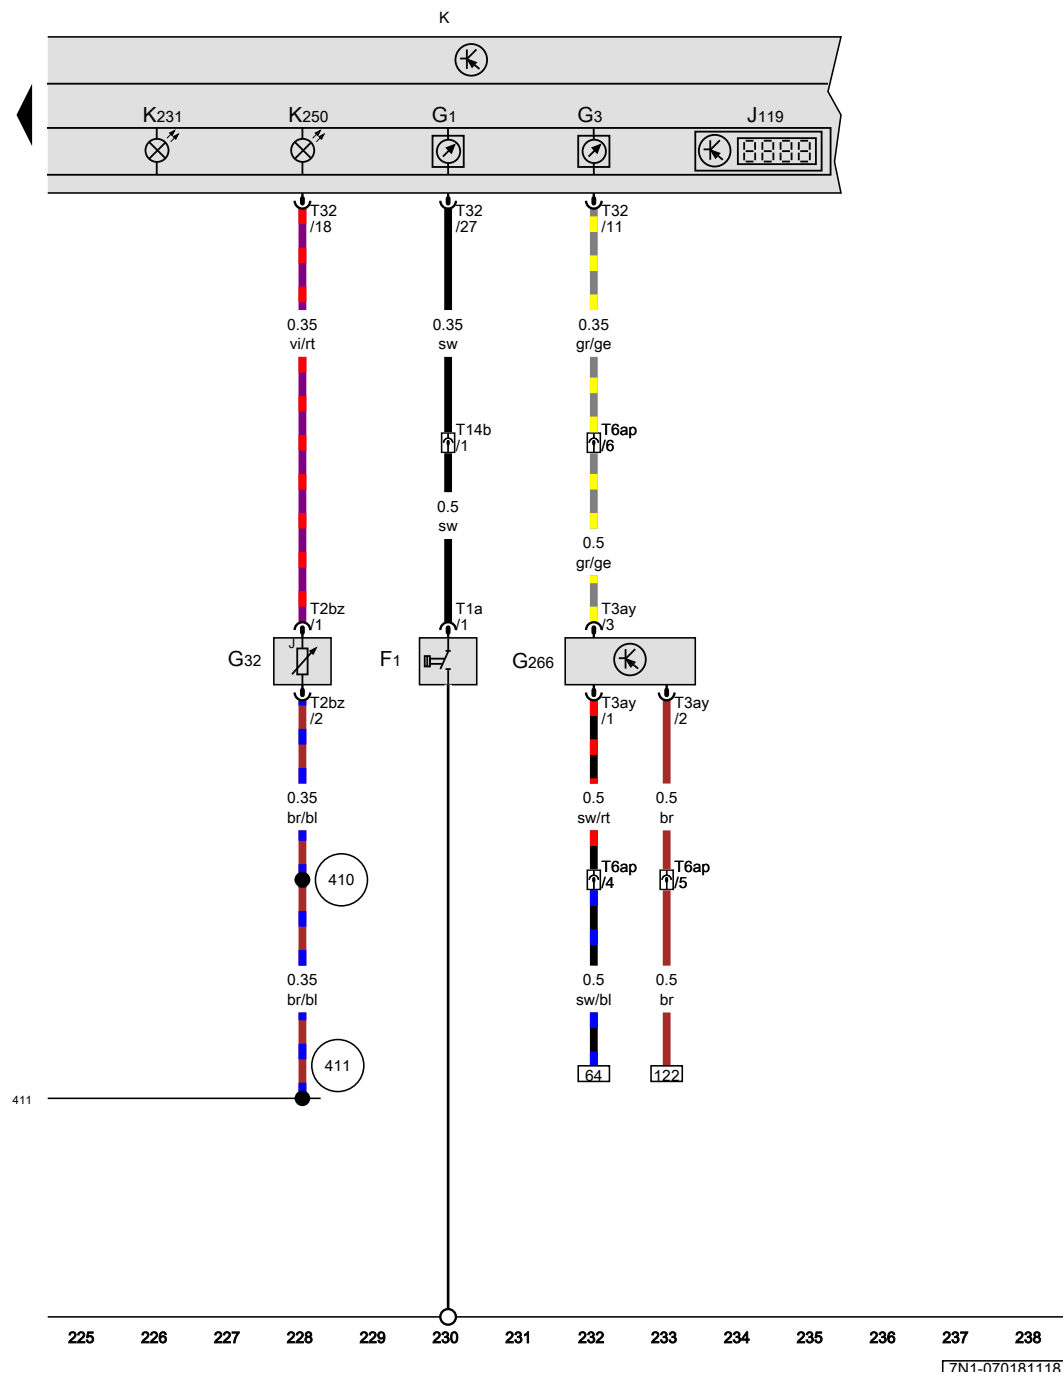 K
K231
K250
G1
G3
J119
T32
/18
T32
/27
T32
/11
0.35
vi/rt
0.35
sw
0.35
gr/ge
T14b
/1
T6ap
/6
0.5
sw
0.5
gr/ge
T2bz
/1
T1a
/1
T3ay
/3
G32
J
F1
G266
T2bz
/2
T3ay
/1
T3ay
/2
0.35
br/bl
0.5
sw/rt
0.5
br
410
T6ap
/4
T6ap
/5
0.35
br/bl
0.5
sw/bl
0.5
br
411
64
122
411
225 226 227 228 229 230 231 232 233 234 235 236 237 238
7N1-070181118